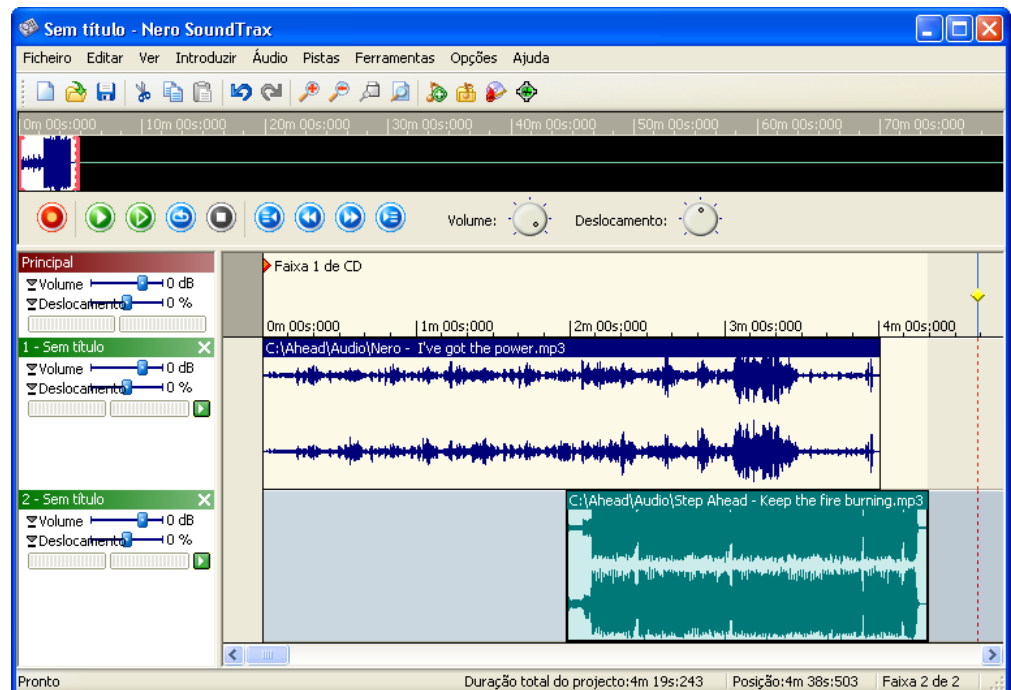 Sem título - Nero SoundTrax
Ficheiro Editar Ver Introduzir Áudio Pistas Ferramentas Opções Ajuda
0m 00s:000 10m 00s:000 20m 00s:000 30m 00s:000 40m 00s:000 50m 00s:000 60m 00s:000 70m 00s:000
Volume: Deslocamento:
Principal
Faixa 1 de CD
Volume 0 dB
Deslocamento 0 %
0m 00s:000 1m 00s:000 2m 00s:000 3m 00s:000 4m 00s:000
1 - Sem título
C:\Ahead\Audio\Nero - I've got the power.mp3
Volume 0 dB
Deslocamento 0 %
2 - Sem título
C:\Ahead\Audio\Step Ahead - Keep the fire burning.mp3
Volume 0 dB
Deslocamento 0 %
Pronto Duração total do projecto:4m 19s:243 Posição:4m 38s:503 Faixa 2 de 2